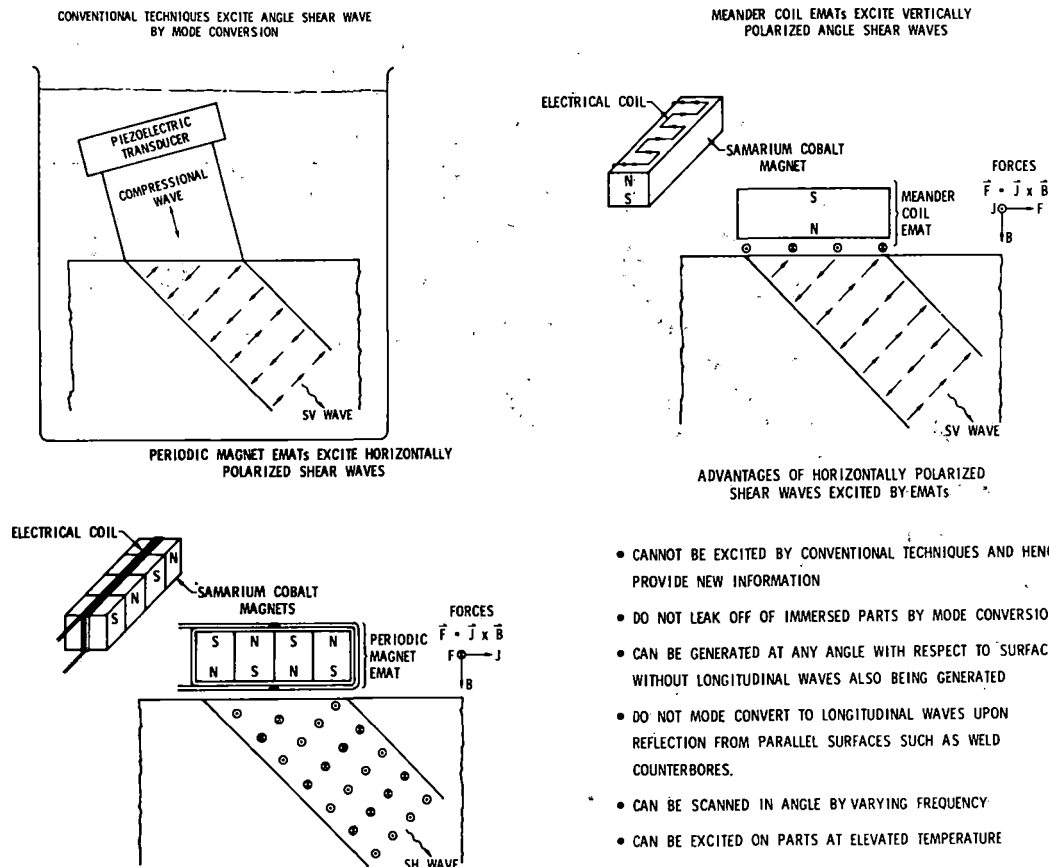 CONVENTIONAL TECHNIQUES EXCITE ANGLE SHEAR WAVE
BY MODE CONVERSION
PIEZOELECTRIC
TRANSDUCER
COMPRESSIONAL
WAVE
SV WAVE
MEANDER COIL EMATs EXCITE VERTICALLY
POLARIZED ANGLE SHEAR WAVES
ELECTRICAL COIL
SAMARIUM COBALT
MAGNET
N
S
S
N
MEANDER
COIL
EMAT
FORCES
F⃗ = J⃗ x B⃗
J F
B
SV WAVE
PERIODIC MAGNET EMATs EXCITE HORIZONTALLY
POLARIZED SHEAR WAVES
ELECTRICAL COIL
N
S
N
S
SAMARIUM COBALT
MAGNETS
S N S N
N S N S
PERIODIC
MAGNET
EMAT
FORCES
F⃗ = J⃗ x B⃗
F J
B
SH WAVE
ADVANTAGES OF HORIZONTALLY POLARIZED
SHEAR WAVES EXCITED BY EMATs
• CANNOT BE EXCITED BY CONVENTIONAL TECHNIQUES AND HENC
PROVIDE NEW INFORMATION
• DO NOT LEAK OFF OF IMMERSED PARTS BY MODE CONVERSIO
• CAN BE GENERATED AT ANY ANGLE WITH RESPECT TO SURFAC
WITHOUT LONGITUDINAL WAVES ALSO BEING GENERATED
• DO NOT MODE CONVERT TO LONGITUDINAL WAVES UPON
REFLECTION FROM PARALLEL SURFACES SUCH AS WELD
COUNTERBORES.
• CAN BE SCANNED IN ANGLE BY VARYING FREQUENCY
• CAN BE EXCITED ON PARTS AT ELEVATED TEMPERATURE